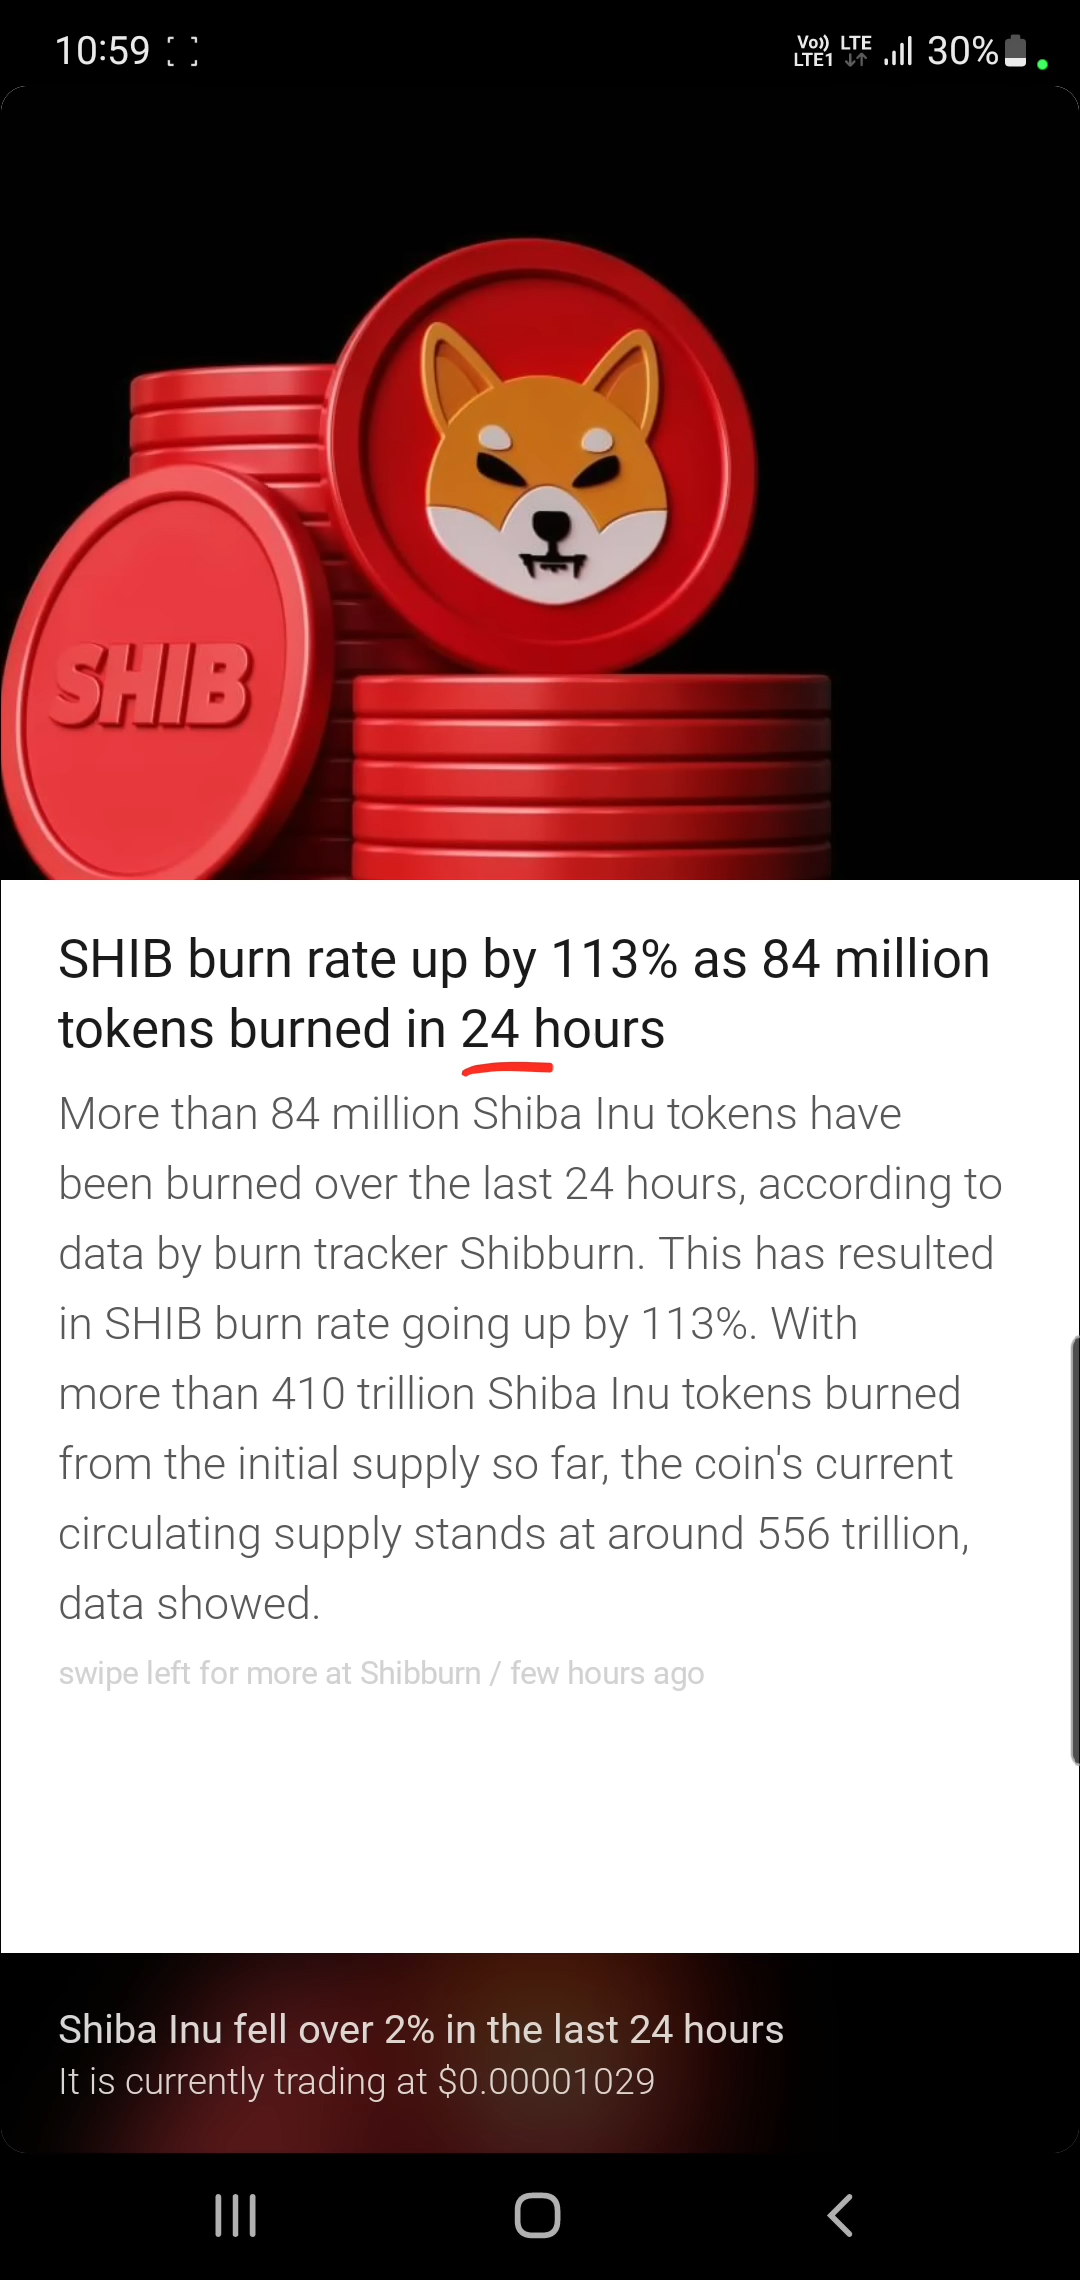 10:59
Vo)) LTE
LTE1
30%
SHIB
SHIB burn rate up by 113% as 84 million
tokens burned in 24 hours
More than 84 million Shiba Inu tokens have
been burned over the last 24 hours, according to
data by burn tracker Shibburn. This has resulted
in SHIB burn rate going up by 113%. With
more than 410 trillion Shiba Inu tokens burned
from the initial supply so far, the coin's current
circulating supply stands at around 556 trillion,
data showed.
swipe left for more at Shibburn / few hours ago
Shiba Inu fell over 2% in the last 24 hours
It is currently trading at $0.00001029